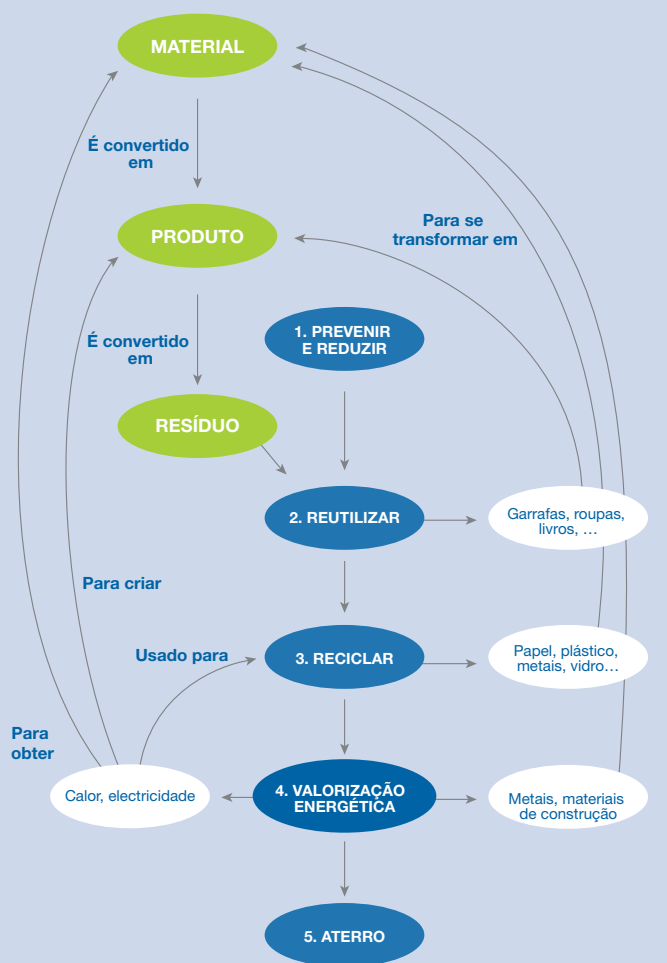 MATERIAL
É convertido
em
PRODUTO
Para se
transformar em
É convertido
em
1. PREVENIR
E REDUZIR
RESÍDUO
2. REUTILIZAR
Garrafas, roupas,
livros, …
Para criar
Usado para
3. RECICLAR
Papel, plástico,
metais, vidro…
Para
obter
Calor, electricidade
4. VALORIZAÇÃO
ENERGÉTICA
Metais, materiais
de construção
5. ATERRO